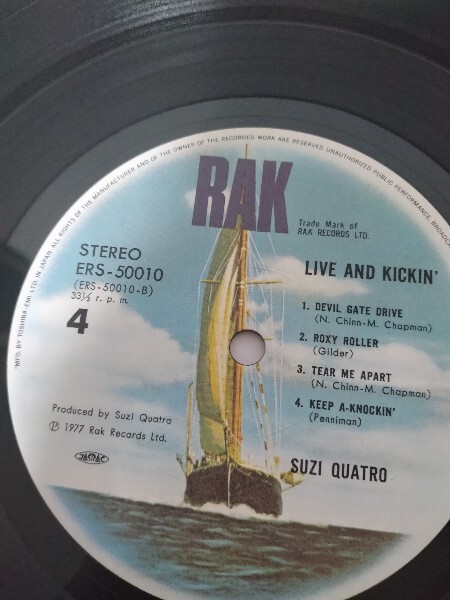 ALL RIGHTS OF THE MANUFACTURER AND OF THE OWNER OF THE RECORDED WORK ARE RESERVED UNAUTHORIZED PUBLIC PERFORMANCE, BROADCAS
MFD. BY TOSHIBA-EMI LTD. IN JAPAN
RAK
Trade Mark of
RAK RECORDS LTD.
STEREO
ERS-50010
(ERS-50010-B)
33⅓ r. p. m.
4
LIVE AND KICKIN'
1. DEVIL GATE DRIVE
(N. Chinn-M. Chapman)
2. ROXY ROLLER
(Gilder)
3. TEAR ME APART
(N. Chinn-M. Chapman)
4. KEEP A-KNOCKIN'
(Penniman)
Produced by Suzi Quatro
Ⓟ 1977 Rak Records Ltd.
JASRAC
SUZI QUATRO